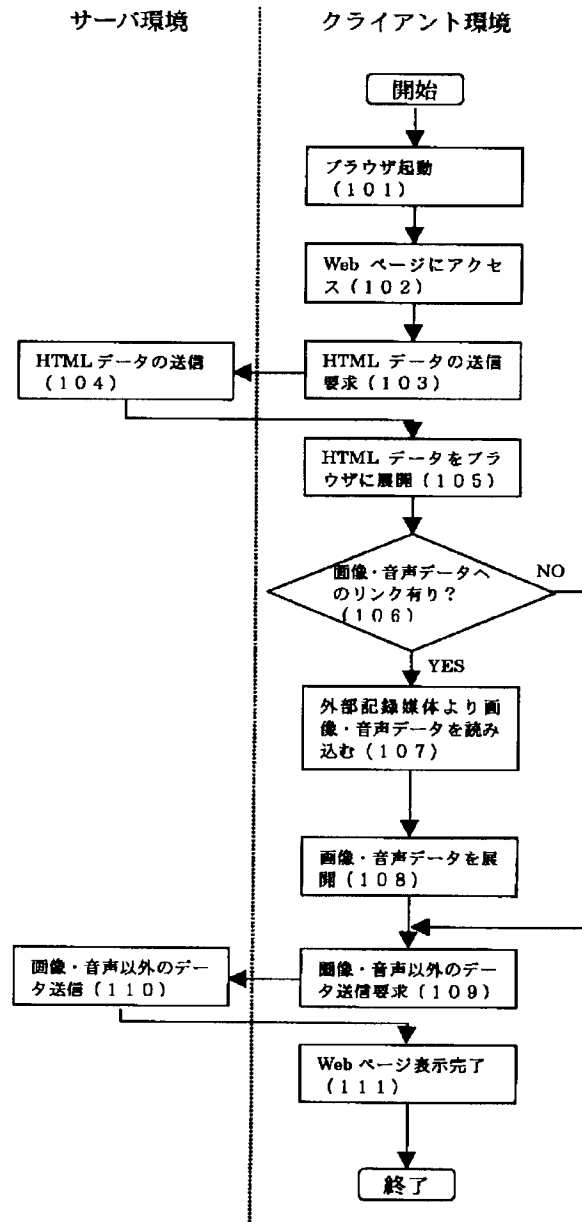 サーバ環境
クライアント環境
開始
ブラウザ起動
(101)
Web ページにアクセ
ス(102)
HTML データの送信
要求(103)
HTMLデータの送信
(104)
HTML データをブ
ラウザに展開(105)
画像・音声データへ
のリンク有り?
(106)
NO
YES
外部記録媒体より画
像・音声データを読み
込む(107)
画像・音声データを展
開(108)
画像・音声以外のデ
ータ送信要求(109)
画像・音声以外のデー
タ送信(110)
Web ページ表示完了
(111)
終了